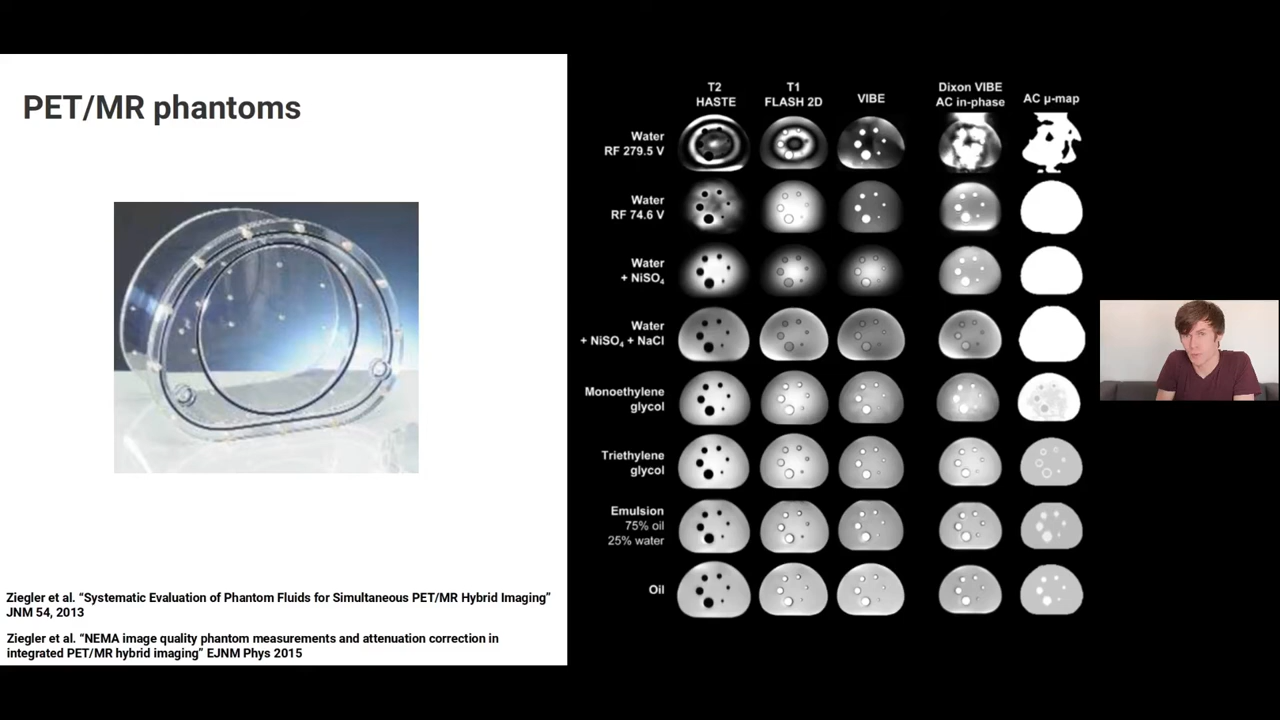 PET/MR phantoms
T2
HASTE
T1
FLASH 2D
VIBE
Dixon VIBE
AC in-phase
AC μ-map
Water
RF 279.5 V
Water
RF 74.6 V
Water
+ NiSO₄
Water
+ NiSO₄ + NaCl
Monoethylene
glycol
Triethylene
glycol
Emulsion
75% oil
25% water
Oil
Ziegler et al. “Systematic Evaluation of Phantom Fluids for Simultaneous PET/MR Hybrid Imaging”
JNM 54, 2013
Ziegler et al. “NEMA image quality phantom measurements and attenuation correction in
integrated PET/MR hybrid imaging” EJNM Phys 2015